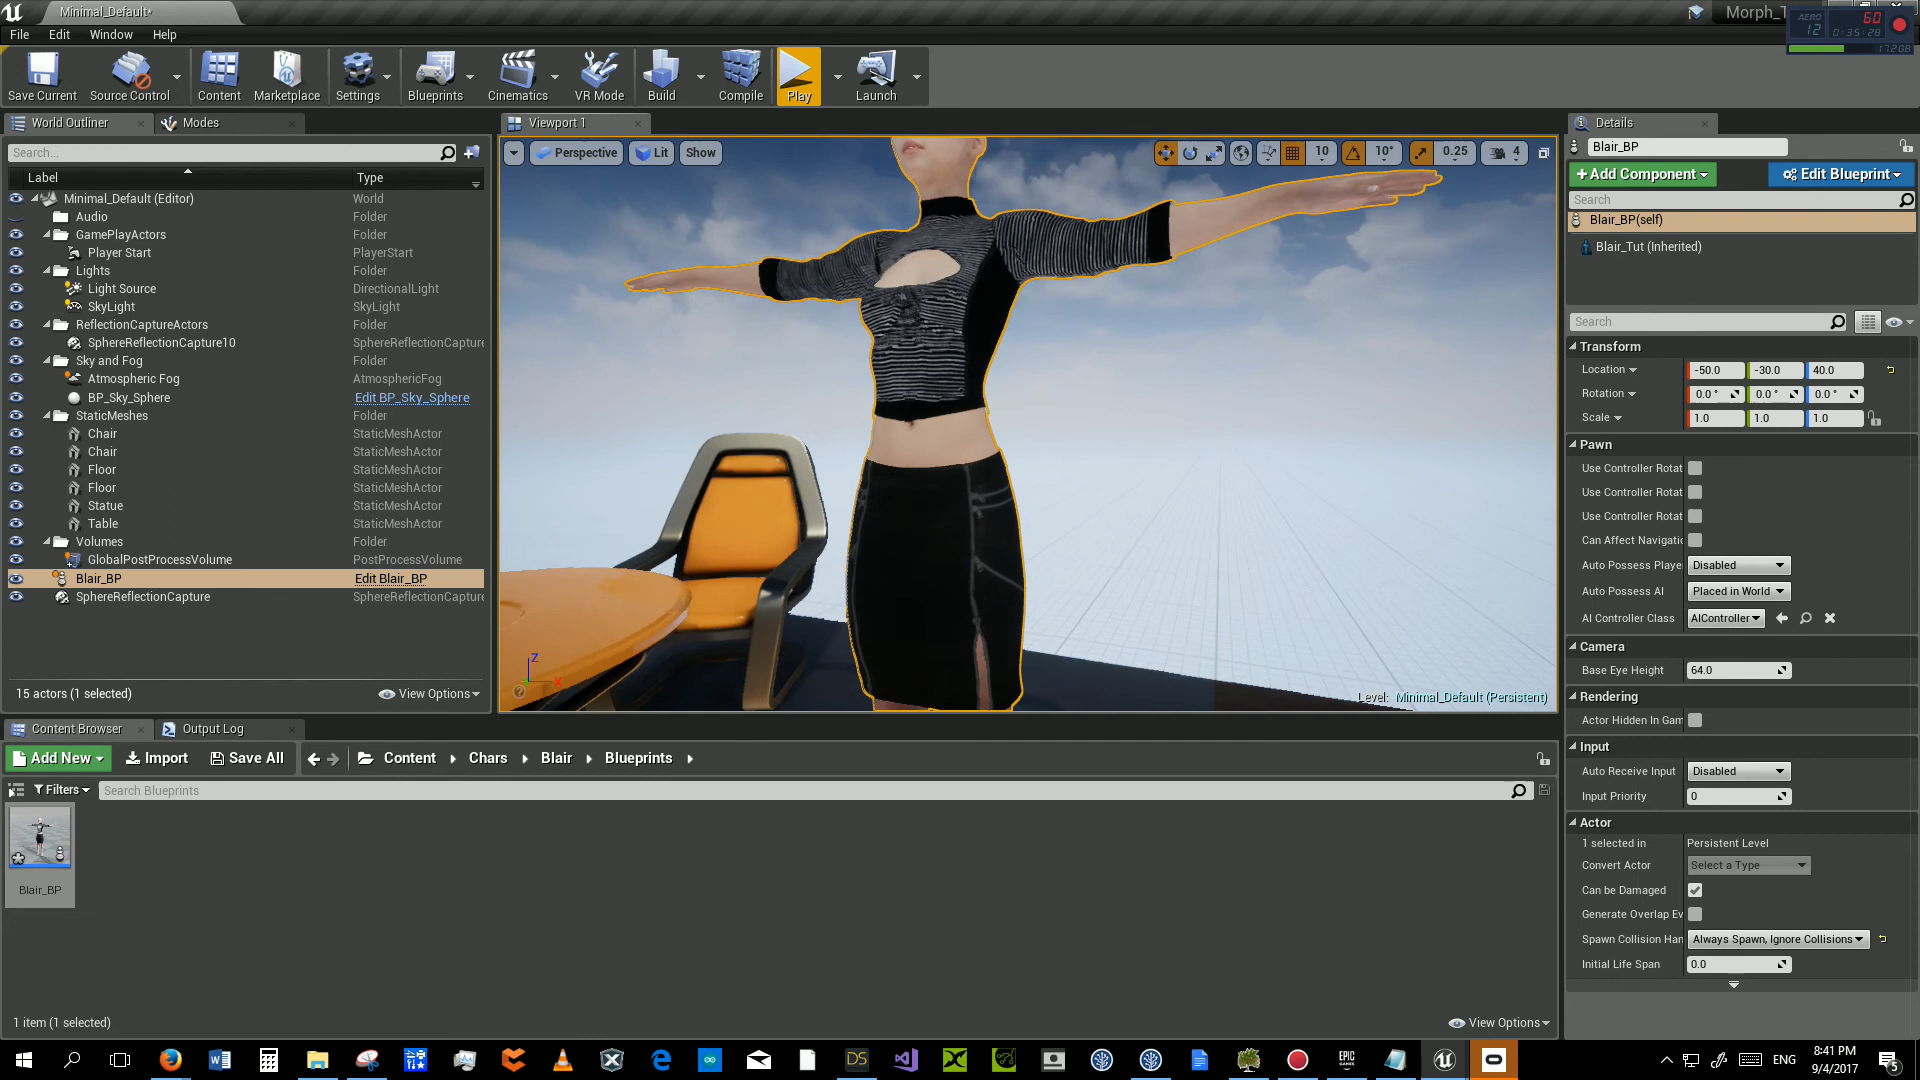 Minimal_Default*
Morph_T
AERO
12
60
0:35:28
172GB
File Edit Window Help
Save Current
Source Control
Content
Marketplace
Settings
Blueprints
Cinematics
VR Mode
Build
Compile
Play
Launch
World Outliner
Modes
Search...
Label Type
Minimal_Default (Editor) World
Audio Folder
GamePlayActors Folder
Player Start PlayerStart
Lights Folder
Light Source DirectionalLight
SkyLight SkyLight
ReflectionCaptureActors Folder
SphereReflectionCapture10 SphereReflectionCapture
Sky and Fog Folder
Atmospheric Fog AtmosphericFog
BP_Sky_Sphere Edit BP_Sky_Sphere
StaticMeshes Folder
Chair StaticMeshActor
Chair StaticMeshActor
Floor StaticMeshActor
Floor StaticMeshActor
Statue StaticMeshActor
Table StaticMeshActor
Volumes Folder
GlobalPostProcessVolume PostProcessVolume
Blair_BP Edit Blair_BP
SphereReflectionCapture SphereReflectionCapture
15 actors (1 selected)
View Options
Viewport 1
Perspective Lit Show
10 10° 0.25 4
Z
X
Level: Minimal_Default (Persistent)
Details
Blair_BP
+Add Component
Edit Blueprint
Search
Blair_BP(self)
Blair_Tut (Inherited)
Search
Transform
Location -50.0 -30.0 40.0
Rotation 0.0 ° 0.0 ° 0.0 °
Scale 1.0 1.0 1.0
Pawn
Use Controller Rotat
Use Controller Rotat
Use Controller Rotat
Can Affect Navigatio
Auto Possess Player Disabled
Auto Possess AI Placed in World
AI Controller Class AIController
Camera
Base Eye Height 64.0
Rendering
Actor Hidden In Gam
Input
Auto Receive Input Disabled
Input Priority 0
Actor
1 selected in Persistent Level
Convert Actor Select a Type
Can be Damaged
Generate Overlap Ev
Spawn Collision Han Always Spawn, Ignore Collisions
Initial Life Span 0.0
Content Browser
Output Log
Add New Import Save All Content Chars Blair Blueprints
Filters Search Blueprints
Blair_BP
1 item (1 selected)
View Options
DS
EPIC GAMES
ENG
8:41 PM
9/4/2017
5